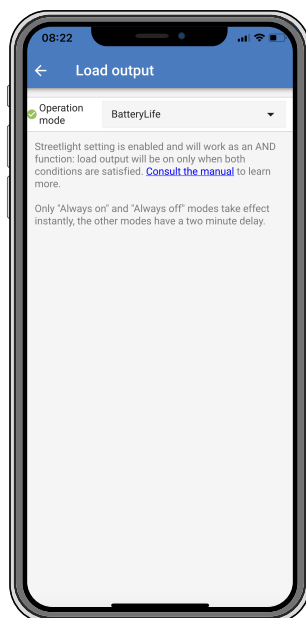 08:22
Load output
Operation
mode
BatteryLife
Streetlight setting is enabled and will work as an AND
function: load output will be on only when both
conditions are satisfied. Consult the manual to learn
more.
Only "Always on" and "Always off" modes take effect
instantly, the other modes have a two minute delay.